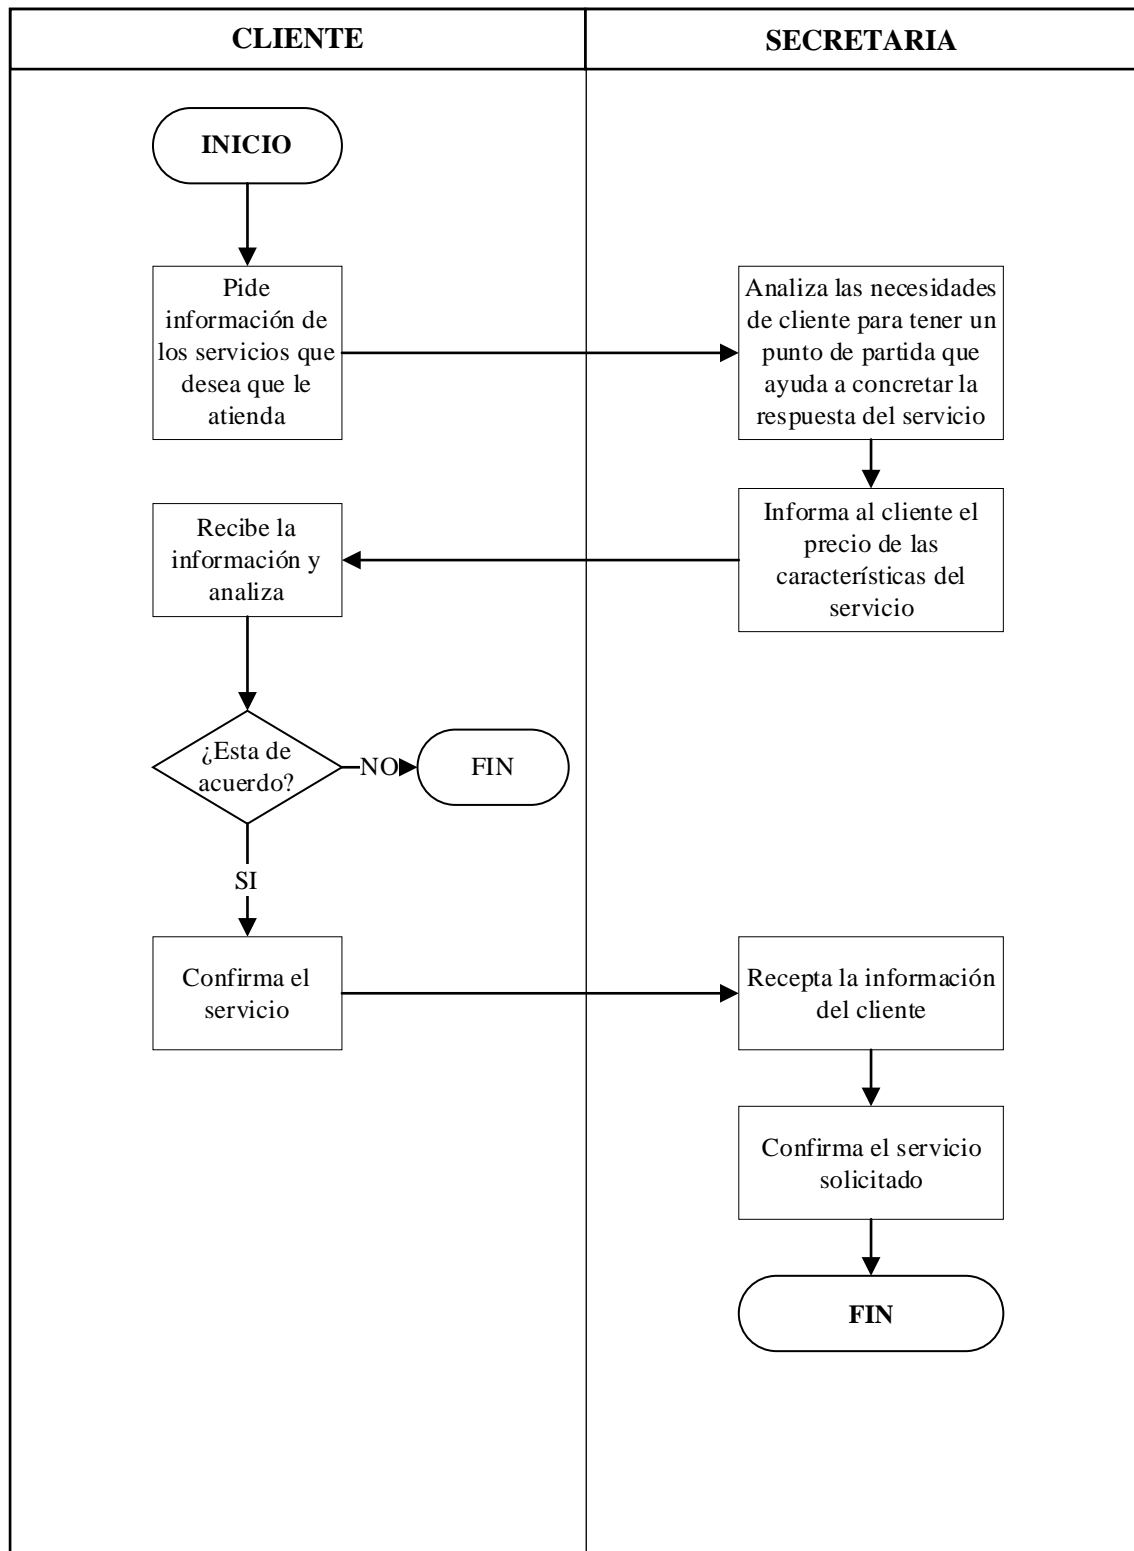 CLIENTE
SECRETARIA
INICIO
Pide
información de
los servicios que
desea que le
atienda
Analiza las necesidades
de cliente para tener un
punto de partida que
ayuda a concretar la
respuesta del servicio
Informa al cliente el
precio de las
características del
servicio
Recibe la
información y
analiza
¿Esta de
acuerdo?
NO
FIN
SI
Confirma el
servicio
Recepta la información
del cliente
Confirma el servicio
solicitado
FIN